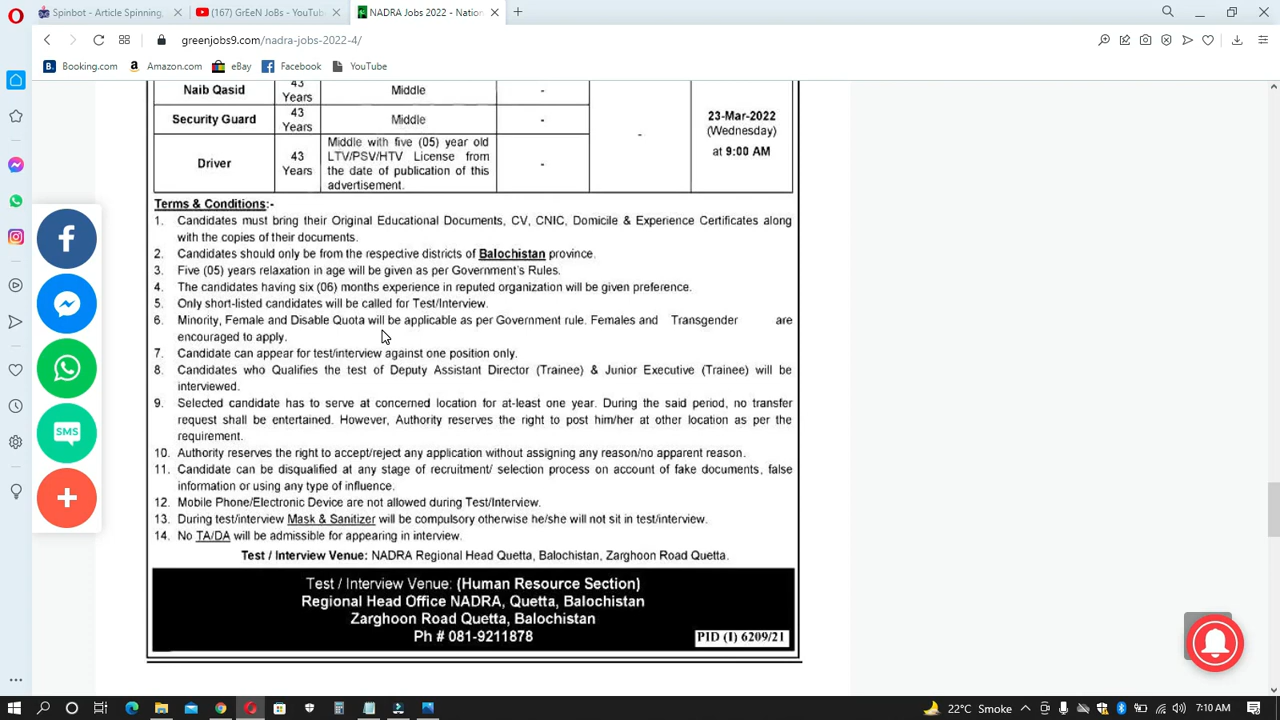 Spinbot - Article Spinning,
(167) GrEeN Jo8s - YouTub
NADRA Jobs 2022 - Nation
greenjobs9.com/nadra-jobs-2022-4/
Booking.com
Amazon.com
eBay
Facebook
YouTube
Naib Qasid
43
Years
Middle
-
Security Guard
43
Years
Middle
-
Driver
43
Years
Middle with five (05) year old
LTV/PSV/HTV License from
the date of publication of this
advertisement.
-
-
23-Mar-2022
(Wednesday)
at 9:00 AM
Terms & Conditions:-
1. Candidates must bring their Original Educational Documents, CV, CNIC, Domicile & Experience Certificates along
with the copies of their documents.
2. Candidates should only be from the respective districts of Balochistan province.
3. Five (05) years relaxation in age will be given as per Government's Rules.
4. The candidates having six (06) months experience in reputed organization will be given preference.
5. Only short-listed candidates will be called for Test/Interview.
6. Minority, Female and Disable Quota will be applicable as per Government rule. Females and Transgender are
encouraged to apply.
7. Candidate can appear for test/interview against one position only.
8. Candidates who Qualifies the test of Deputy Assistant Director (Trainee) & Junior Executive (Trainee) will be
interviewed.
9. Selected candidate has to serve at concerned location for at-least one year. During the said period, no transfer
request shall be entertained. However, Authority reserves the right to post him/her at other location as per the
requirement.
10. Authority reserves the right to accept/reject any application without assigning any reason/no apparent reason.
11. Candidate can be disqualified at any stage of recruitment/ selection process on account of fake documents, false
information or using any type of influence.
12. Mobile Phone/Electronic Device are not allowed during Test/Interview.
13. During test/interview Mask & Sanitizer will be compulsory otherwise he/she will not sit in test/interview.
14. No TA/DA will be admissible for appearing in interview.
Test / Interview Venue: NADRA Regional Head Quetta, Balochistan, Zarghoon Road Quetta.
Test / Interview Venue: (Human Resource Section)
Regional Head Office NADRA, Quetta, Balochistan
Zarghoon Road Quetta, Balochistan
Ph # 081-9211878
PID (I) 6209/21
SMS
22°C Smoke
7:10 AM